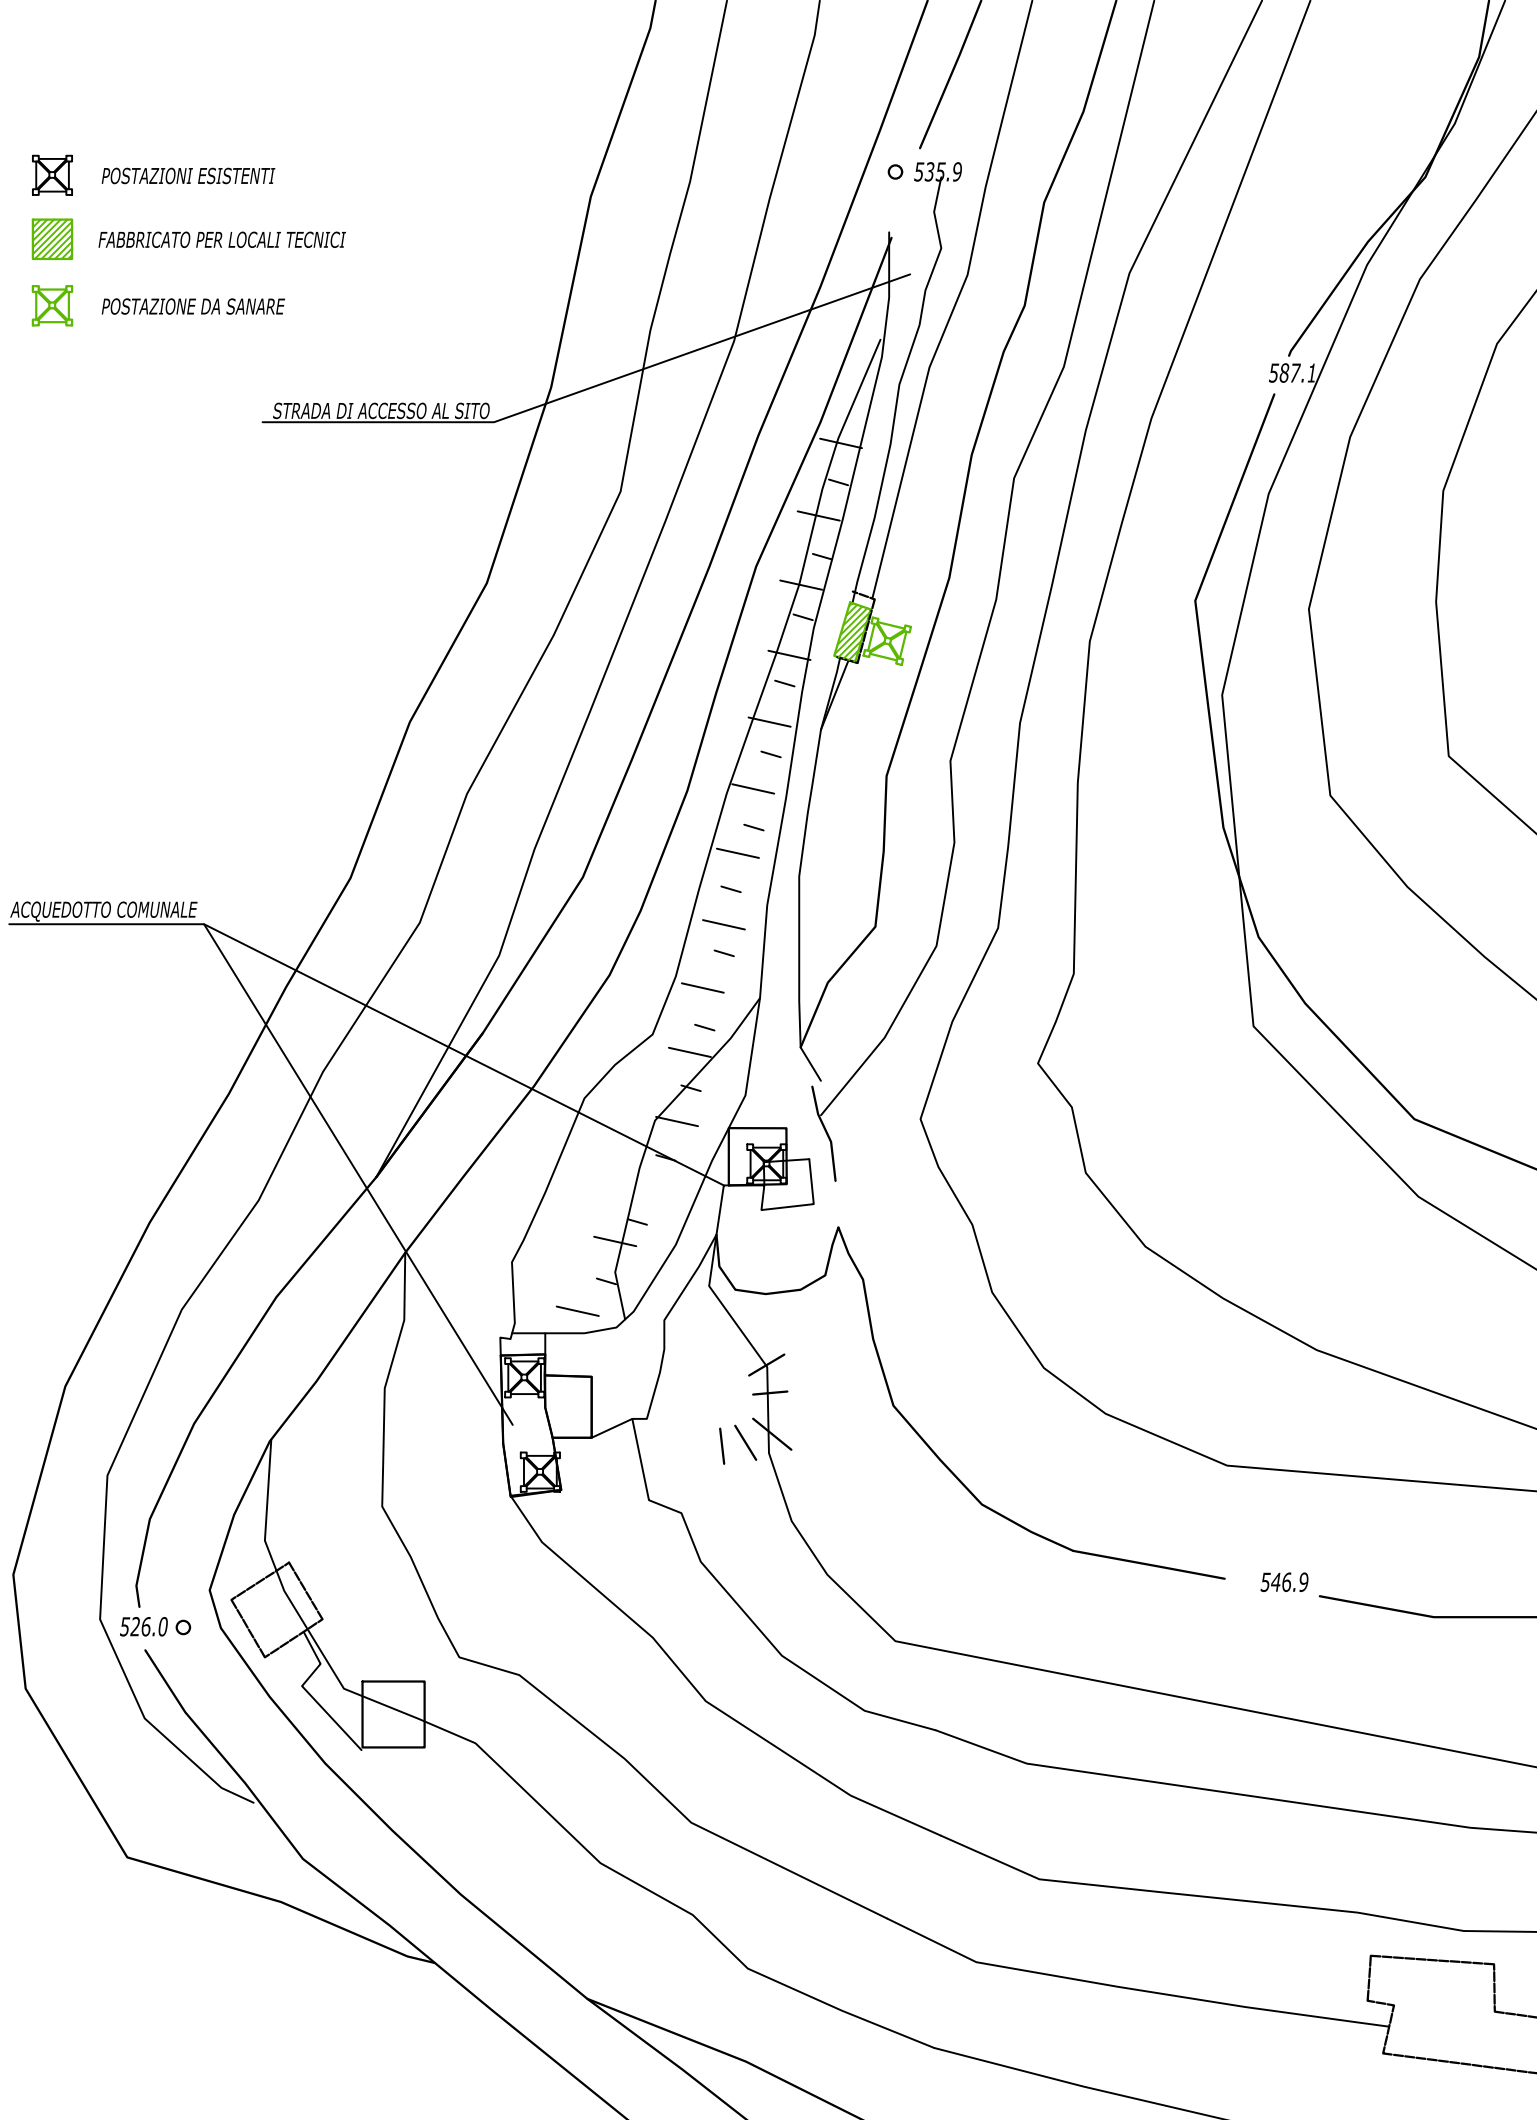 535.9
POSTAZIONI ESISTENTI
FABBRICATO PER LOCALI TECNICI
POSTAZIONE DA SANARE
587.1
STRADA DI ACCESSO AL SITO
ACQUEDOTTO COMUNALE
546.9
526.0